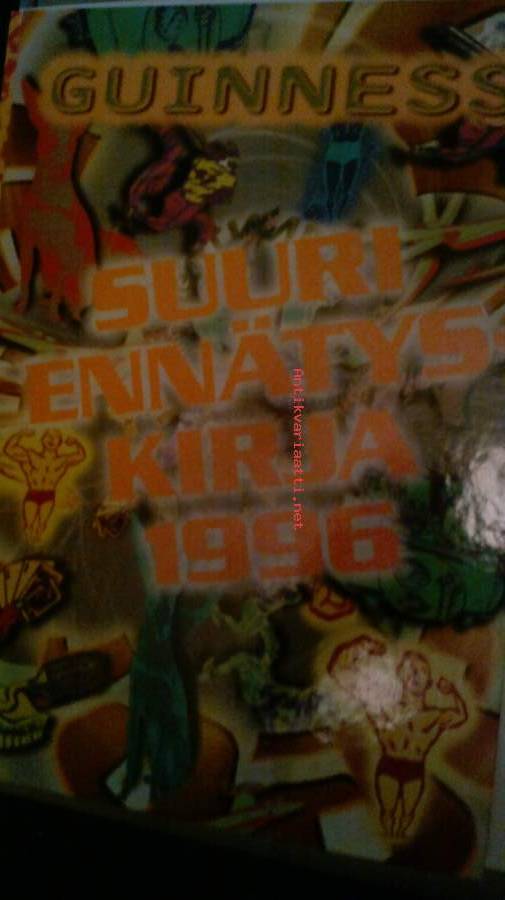 GUINNESS
SUURI
ENNÄTYS-
KIRJA
1996
Antikvariaatti.net